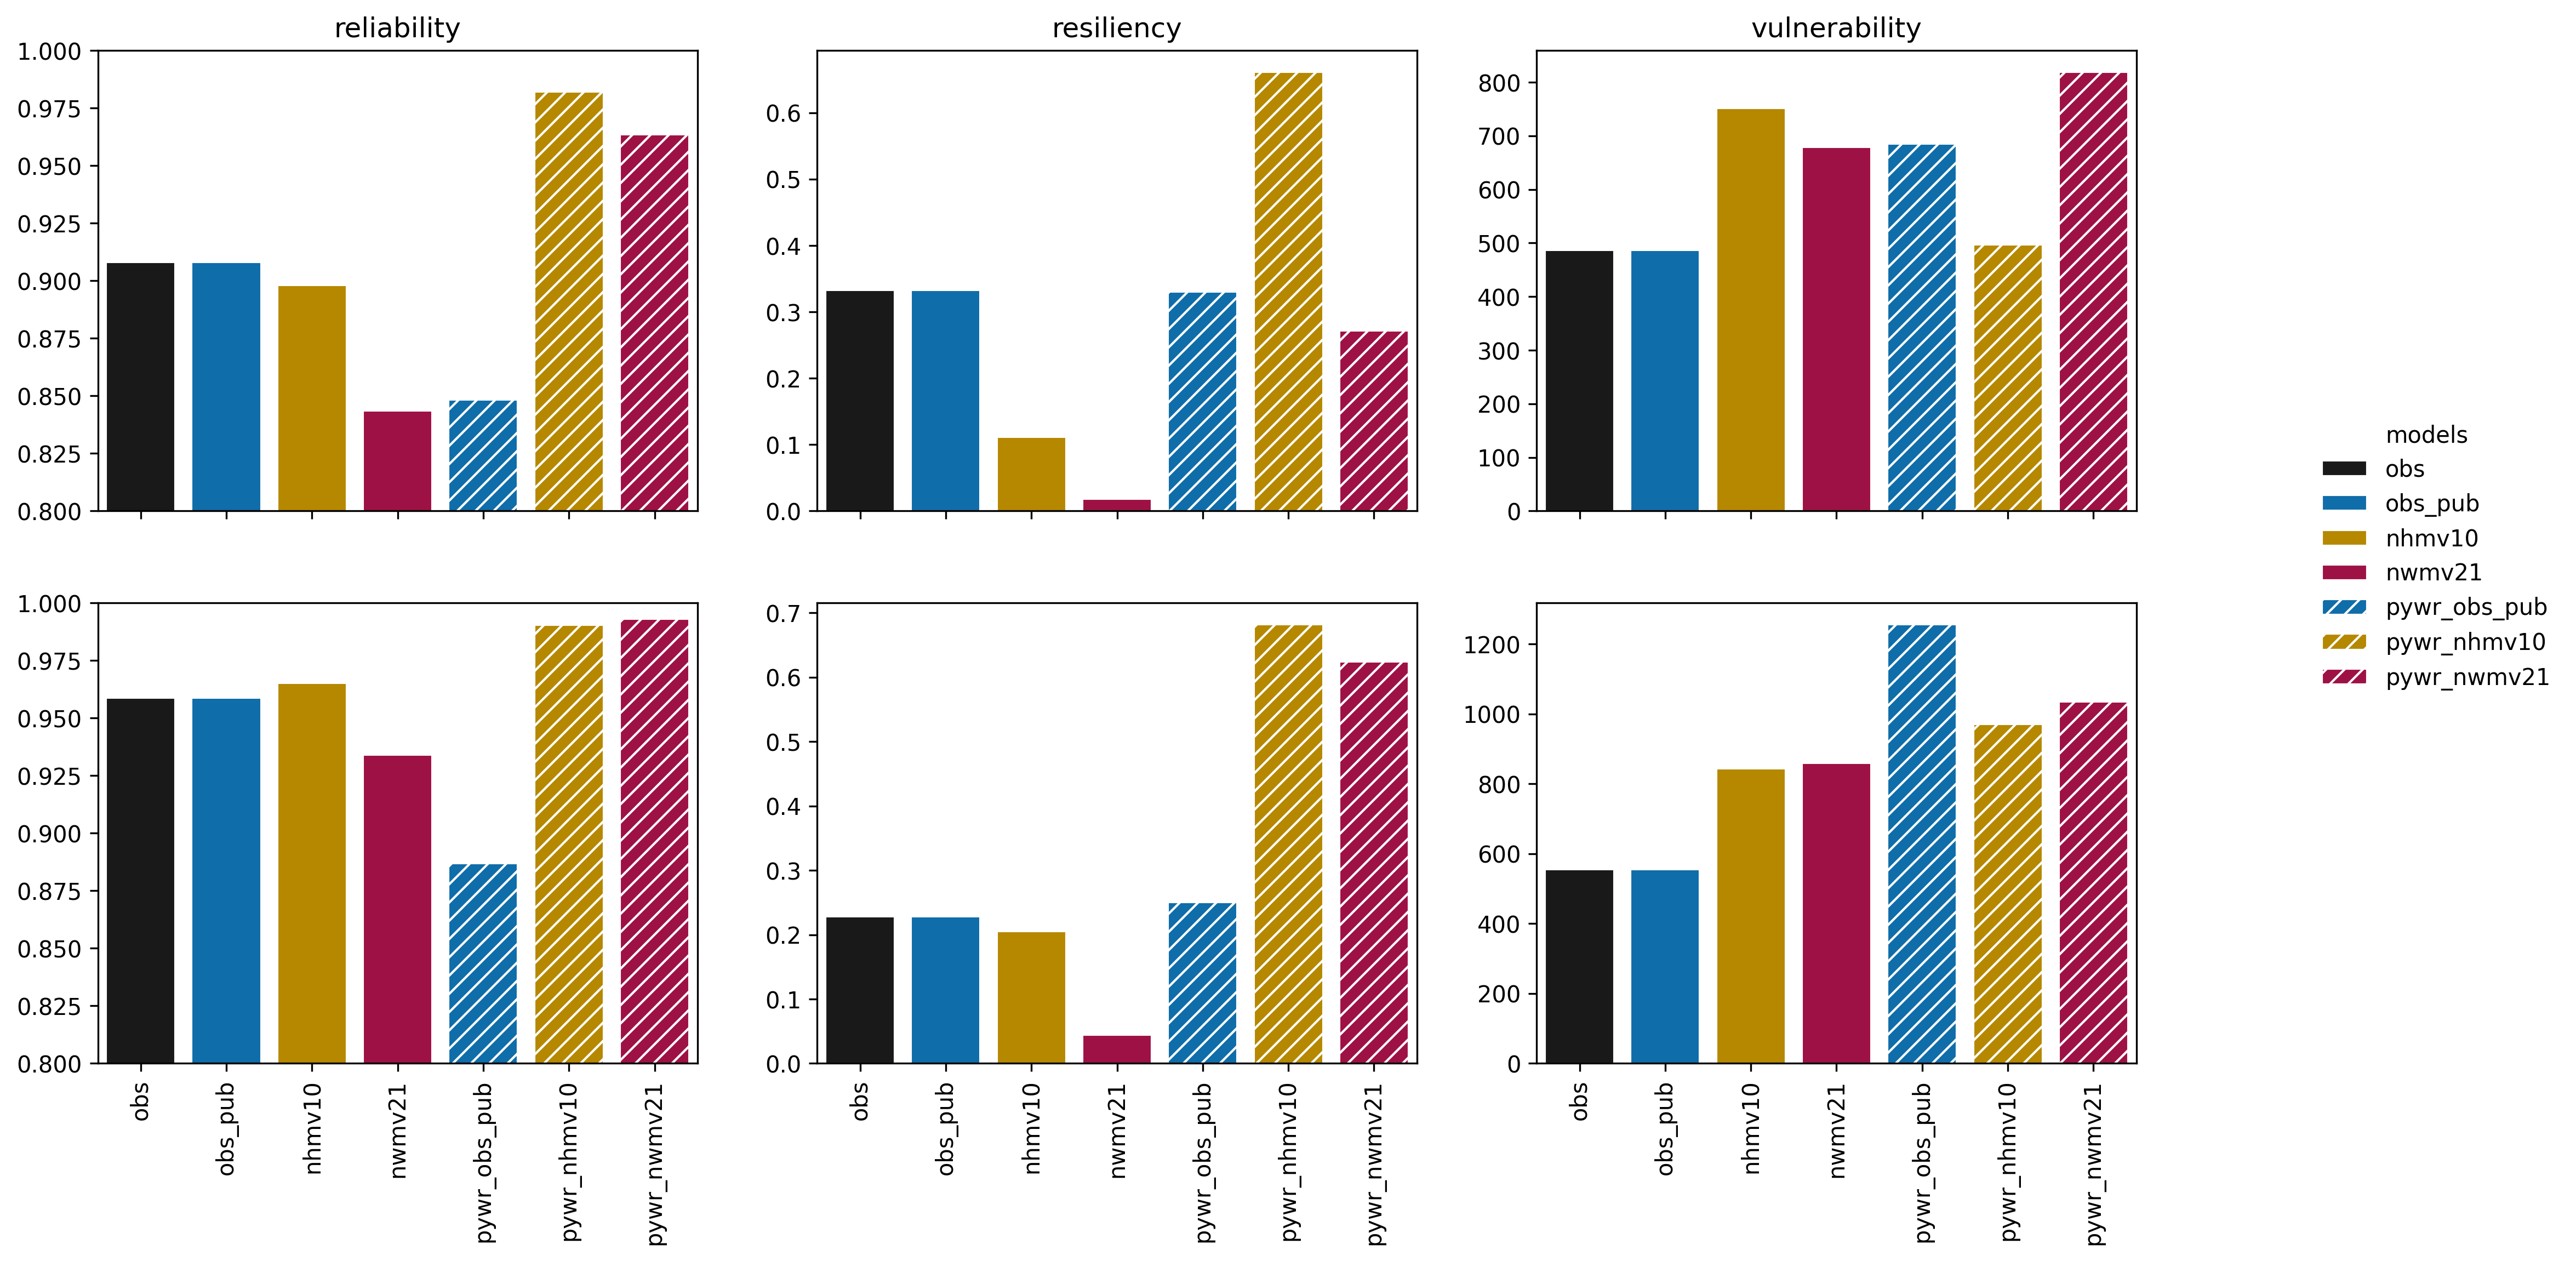 reliability
resiliency
vulnerability
1.000
0.975
0.950
0.925
0.900
0.875
0.850
0.825
0.800
0.6
0.5
0.4
0.3
0.2
0.1
0.0
800
700
600
500
400
300
200
100
0
models
obs
obs_pub
nhmv10
nwmv21
pywr_obs_pub
pywr_nhmv10
pywr_nwmv21
1.000
0.975
0.950
0.925
0.900
0.875
0.850
0.825
0.800
obs
obs_pub
nhmv10
nwmv21
pywr_obs_pub
pywr_nhmv10
pywr_nwmv21
0.7
0.6
0.5
0.4
0.3
0.2
0.1
0.0
obs
obs_pub
nhmv10
nwmv21
pywr_obs_pub
pywr_nhmv10
pywr_nwmv21
1200
1000
800
600
400
200
0
obs
obs_pub
nhmv10
nwmv21
pywr_obs_pub
pywr_nhmv10
pywr_nwmv21